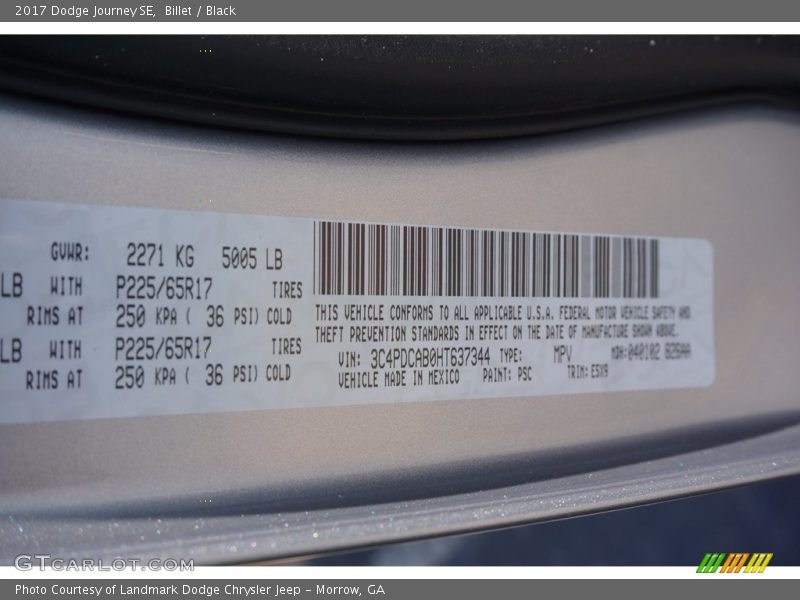 2017 Dodge Journey SE, Billet / Black
GVWR: 2271 KG 5005 LB
LB WITH P225/65R17 TIRES
RIMS AT 250 KPA ( 36 PSI) COLD
LB WITH P225/65R17 TIRES
RIMS AT 250 KPA ( 36 PSI) COLD
THIS VEHICLE CONFORMS TO ALL APPLICABLE U.S.A. FEDERAL MOTOR VEHICLE SAFETY AND
THEFT PREVENTION STANDARDS IN EFFECT ON THE DATE OF MANUFACTURE SHOWN ABOVE.
VIN: 3C4PDCAB0HT637344 TYPE: MPV MDH: 040102 026AA
VEHICLE MADE IN MEXICO PAINT: PSC TRIM: E5X9
GTCARLOT.COM
Photo Courtesy of Landmark Dodge Chrysler Jeep – Morrow, GA